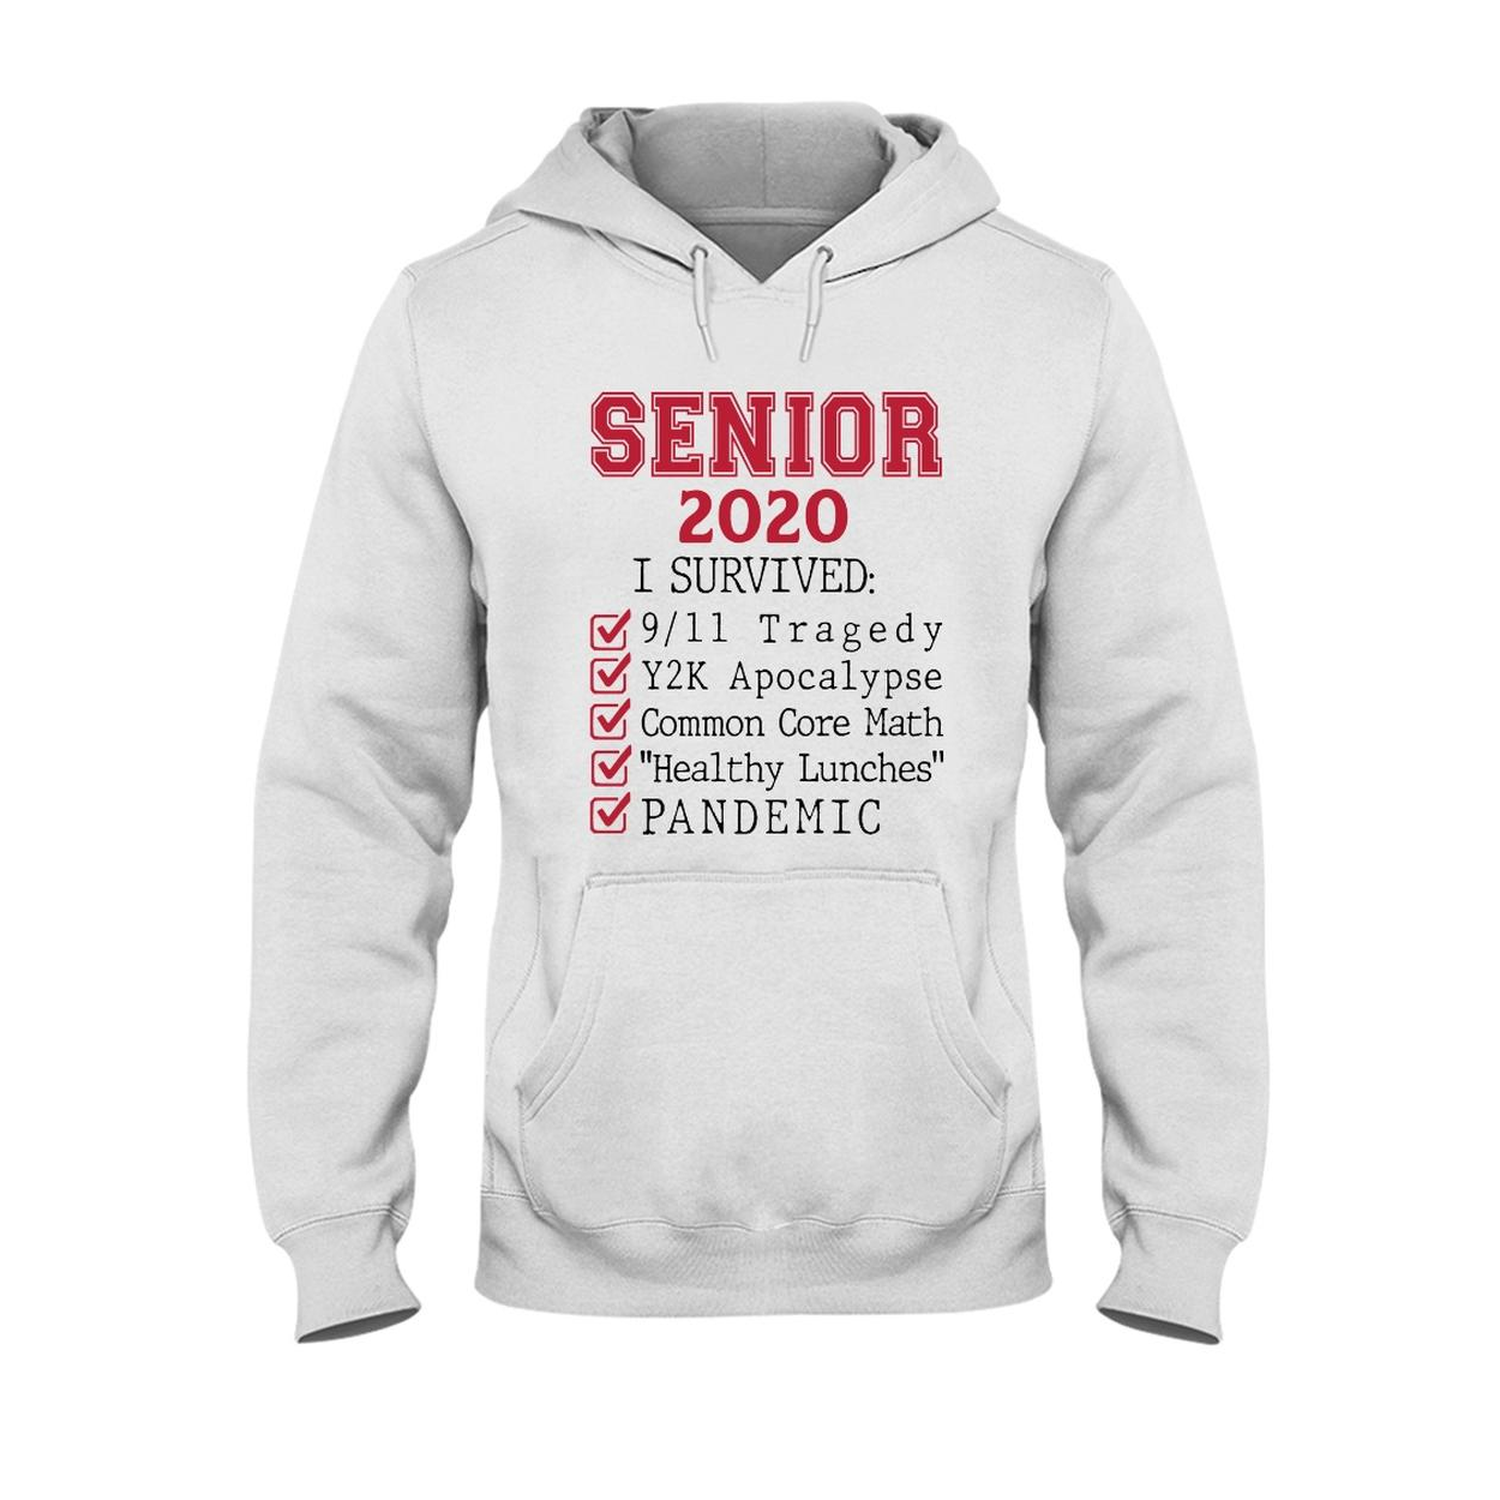 SENIOR
2020
I SURVIVED:
9/11 Tragedy
Y2K Apocalypse
Common Core Math
"Healthy Lunches"
PANDEMIC